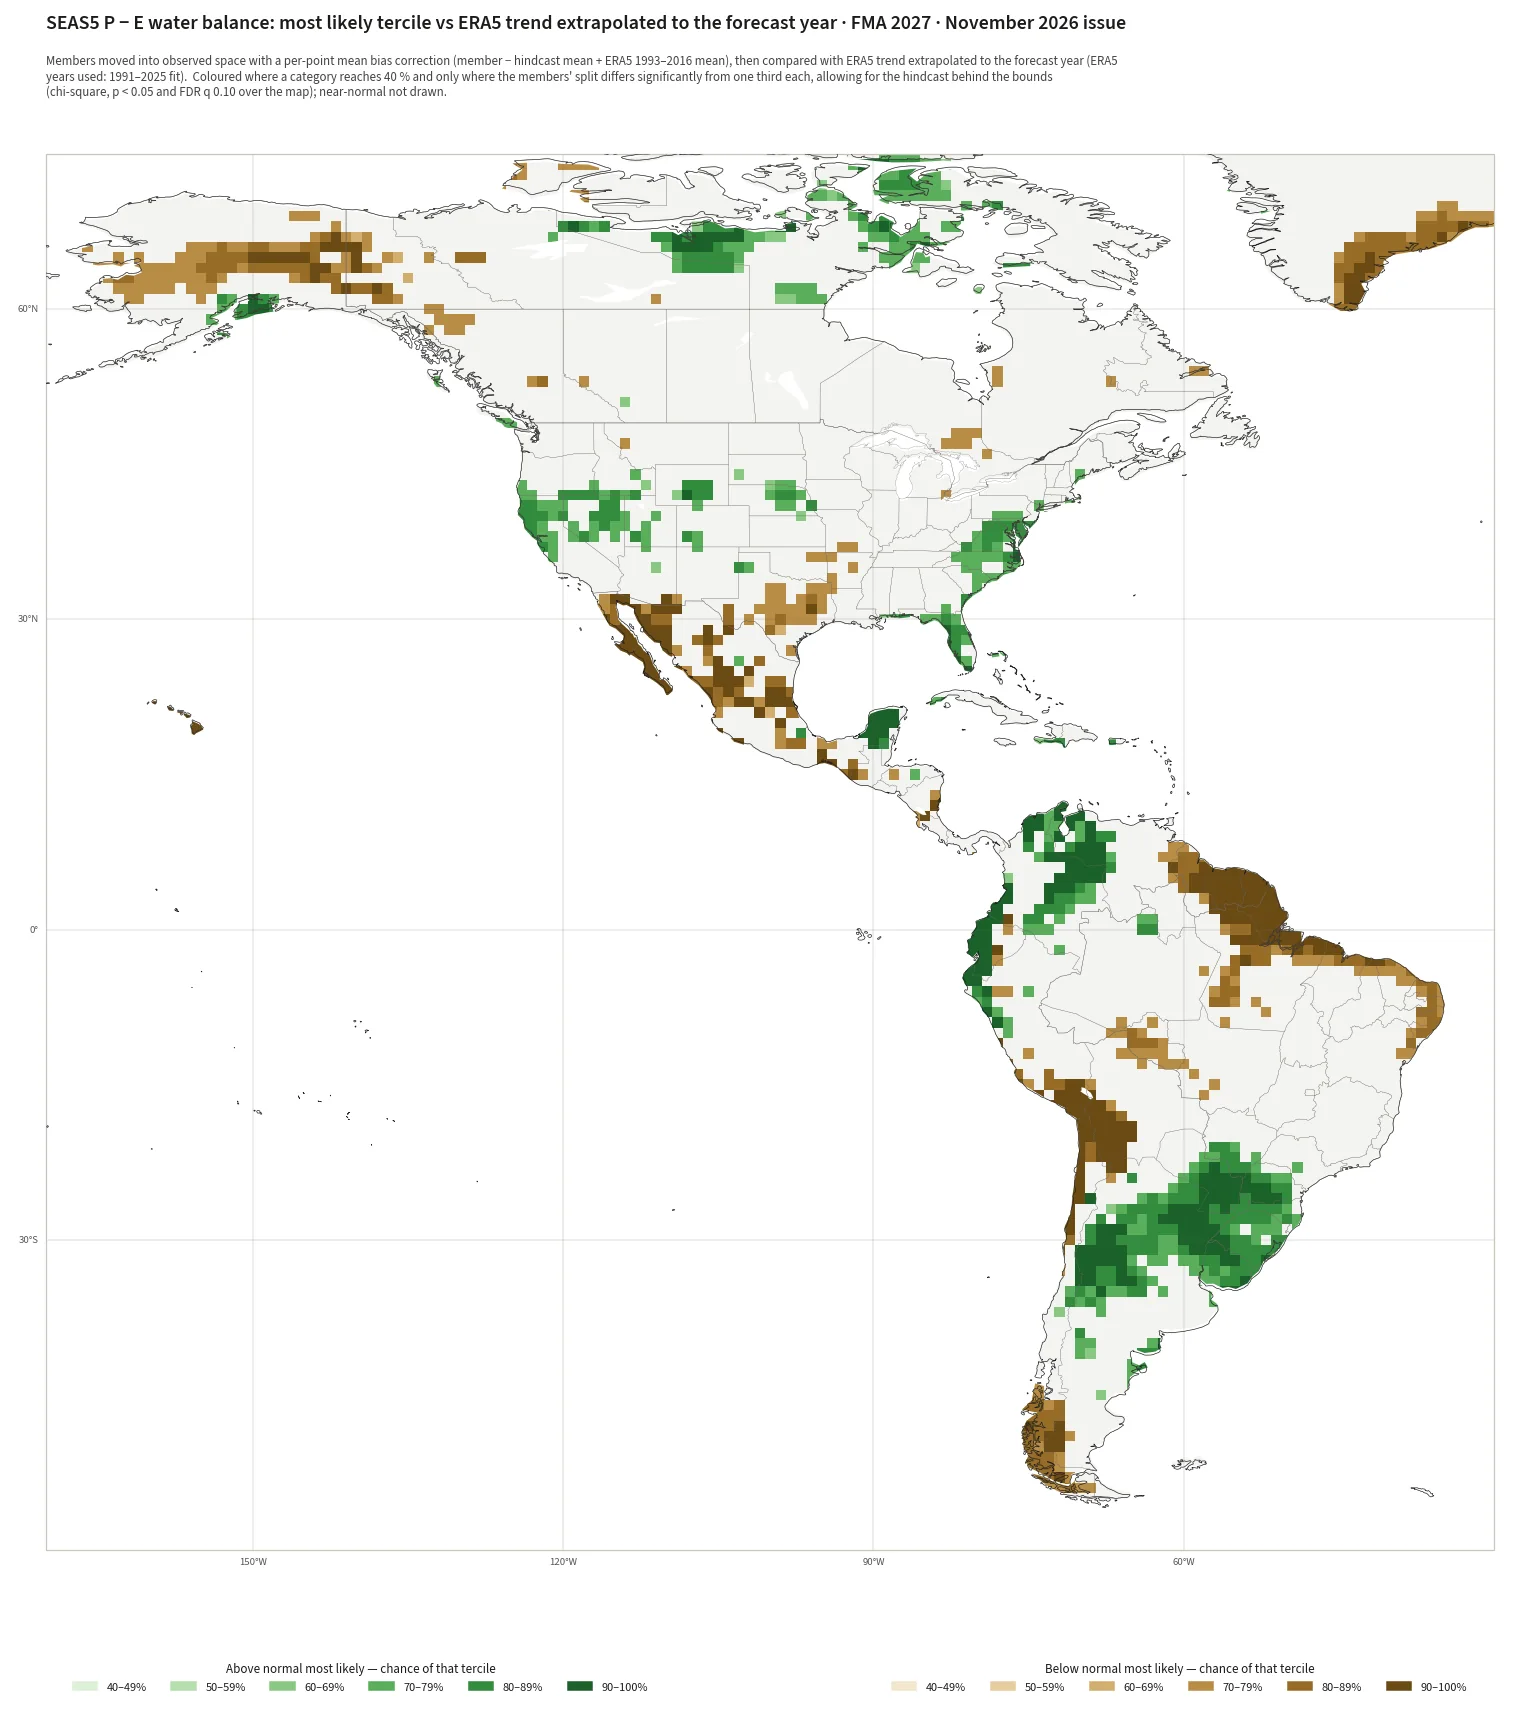 SEAS5 P − E water balance: most likely tercile vs ERA5 trend extrapolated to the forecast year · FMA 2027 · November 2026 issue
Members moved into observed space with a per-point mean bias correction (member − hindcast mean + ERA5 1993–2016 mean), then compared with ERA5 trend extrapolated to the forecast year (ERA5
years used: 1991–2025 fit). Coloured where a category reaches 40 % and only where the members' split differs significantly from one third each, allowing for the hindcast behind the bounds
(chi-square, p < 0.05 and FDR q 0.10 over the map); near-normal not drawn.
60°N
30°N
0°
30°S
150°W 120°W 90°W 60°W
Above normal most likely — chance of that tercile
40–49% 50–59% 60–69% 70–79% 80–89% 90–100%
Below normal most likely — chance of that tercile
40–49% 50–59% 60–69% 70–79% 80–89% 90–100%